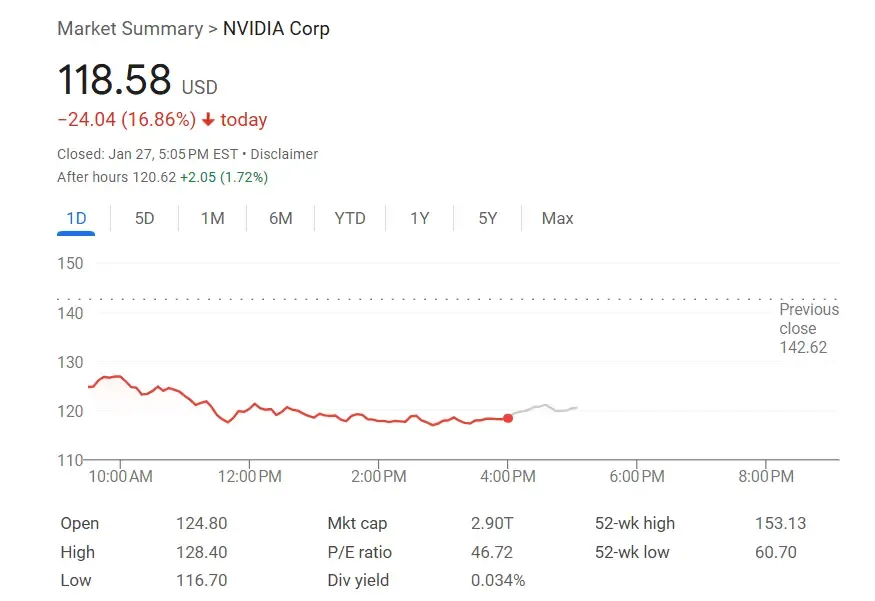 Market Summary > NVIDIA Corp
118.58 USD
−24.04 (16.86%) ↓ today
Closed: Jan 27, 5:05 PM EST • Disclaimer
After hours 120.62 +2.05 (1.72%)
1D 5D 1M 6M YTD 1Y 5Y Max
150
140
130
120
110
Previous
close
142.62
10:00 AM 12:00 PM 2:00 PM 4:00 PM 6:00 PM 8:00 PM
Open 124.80 Mkt cap 2.90T 52-wk high 153.13
High 128.40 P/E ratio 46.72 52-wk low 60.70
Low 116.70 Div yield 0.034%